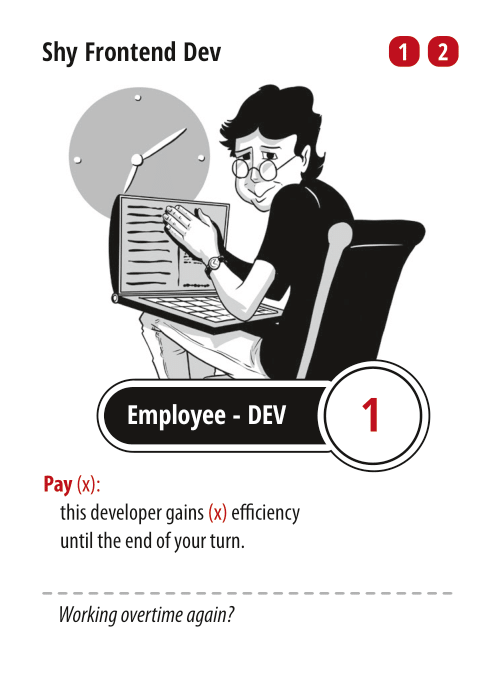 Shy Frontend Dev 1 2
Employee - DEV 1
Pay (x):
this developer gains (x) efficiency
until the end of your turn.
Working overtime again?